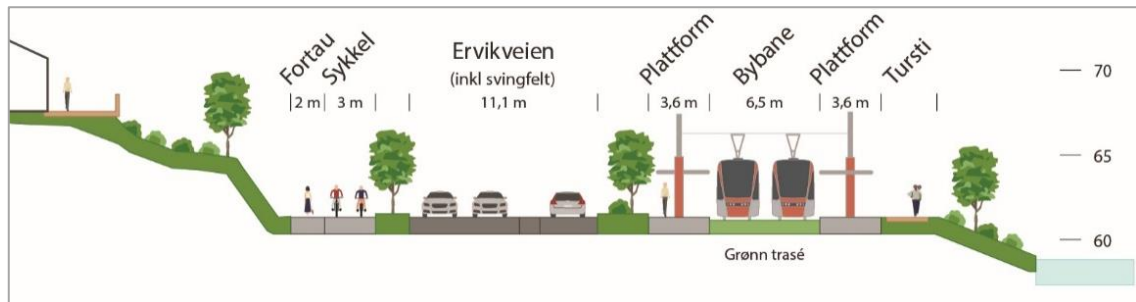 Fortau
Sykkel
Ervikveien
(inkl svingfelt)
Plattform
Bybane
Plattform
Tursti
2 m
3 m
11,1 m
3,6 m
6,5 m
3,6 m
70
65
60
Grønn trasé